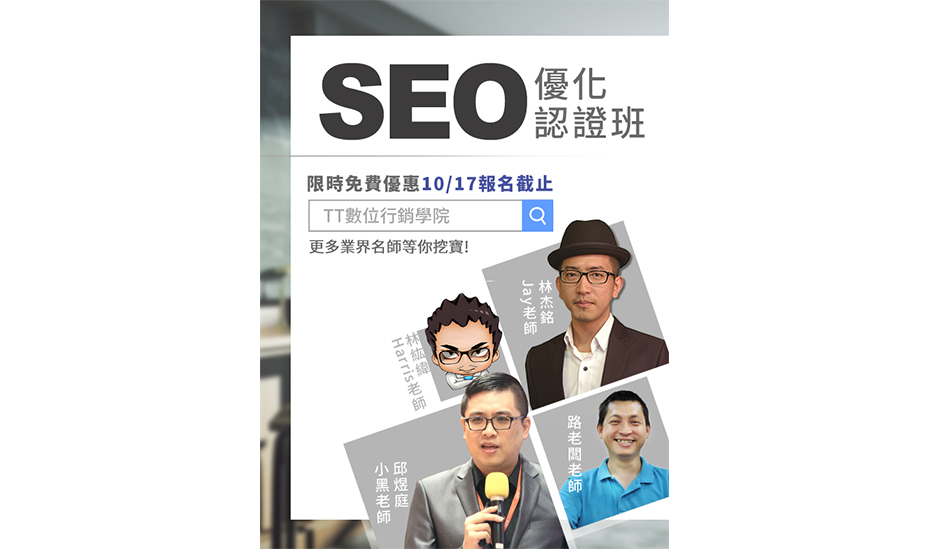 SEO優化
認證班
限時免費優惠10/17報名截止
TT數位行銷學院
更多業界名師等你挖寶!
林杰銘
Jay老師
林紘緯
Harris老師
邱煜庭
小黑老師
路老闆老師